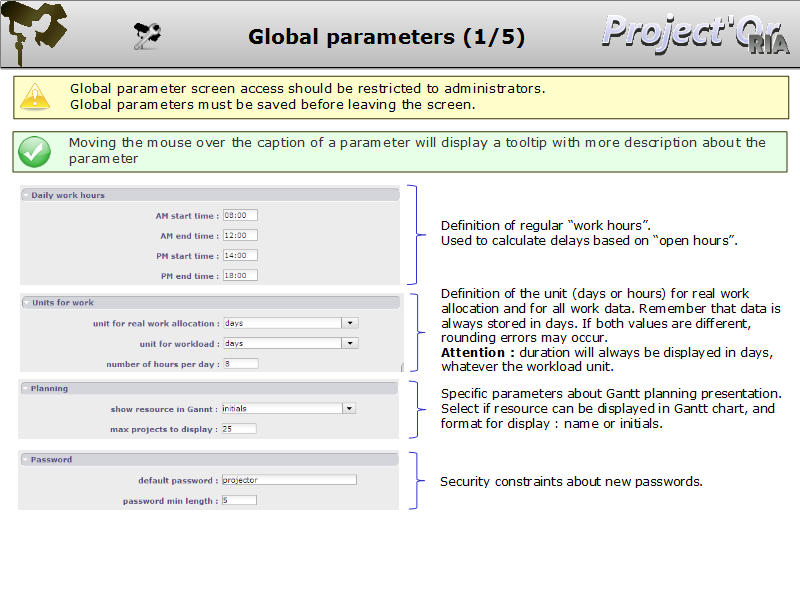 Global parameters (1/5)
Project'Or
RIA
Global parameter screen access should be restricted to administrators.
Global parameters must be saved before leaving the screen.
Moving the mouse over the caption of a parameter will display a tooltip with more description about the
parameter
Daily work hours
AM start time : 08:00
AM end time : 12:00
PM start time : 14:00
PM end time : 18:00
Definition of regular “work hours”.
Used to calculate delays based on “open hours”.
Units for work
unit for real work allocation : days
unit for workload : days
number of hours per day : 8
Definition of the unit (days or hours) for real work
allocation and for all work data. Remember that data is
always stored in days. If both values are different,
rounding errors may occur.
Attention : duration will always be displayed in days,
whatever the workload unit.
Planning
show resource in Gannt : initials
max projects to display : 25
Specific parameters about Gantt planning presentation.
Select if resource can be displayed in Gantt chart, and
format for display : name or initials.
Password
default password : projector
password min length : 5
Security constraints about new passwords.